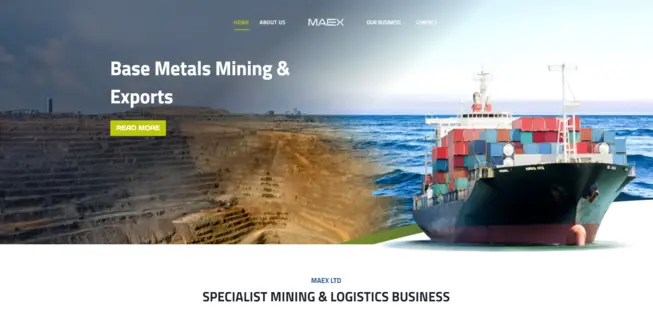 HOME ABOUT US MAEX OUR BUSINESS CONTACT
Base Metals Mining &
Exports
READ MORE
MAEX LTD
SPECIALIST MINING & LOGISTICS BUSINESS